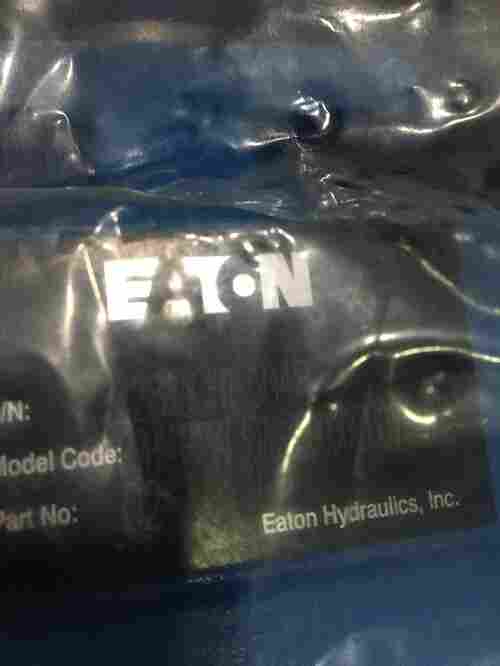 EATON
/N:
Model Code:
Part No:
Eaton Hydraulics, Inc.